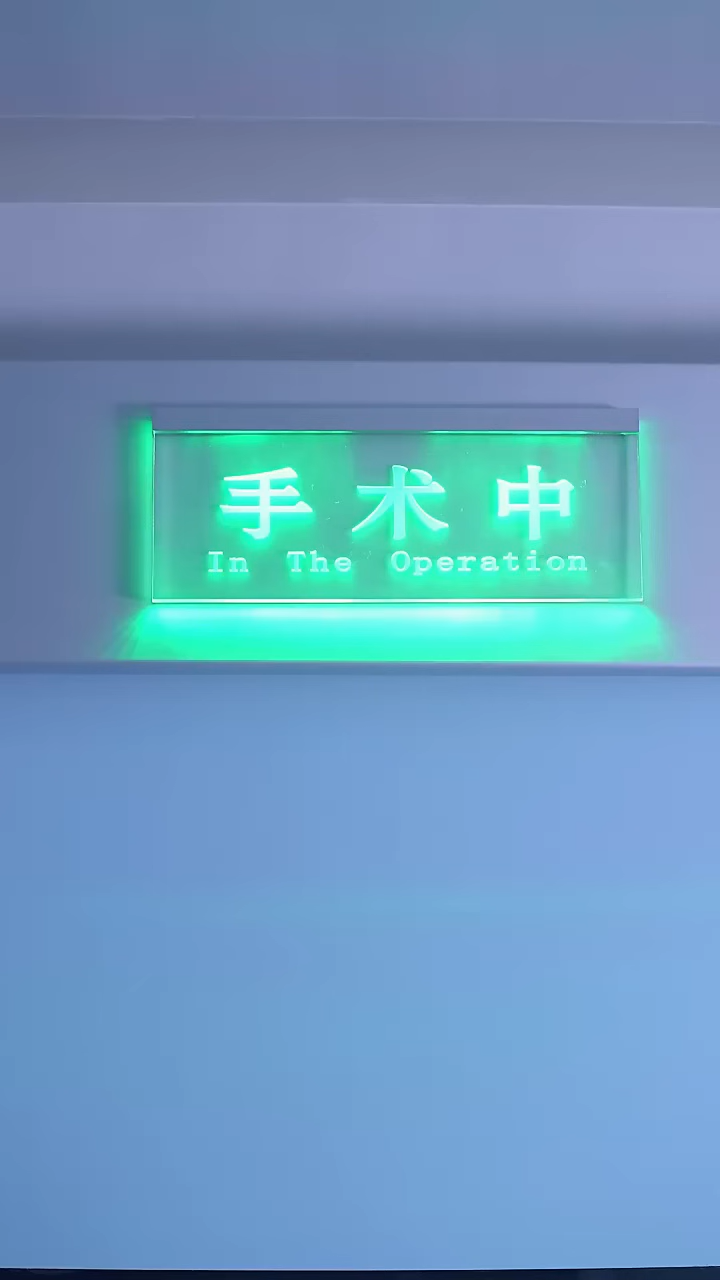 手术中
In The Operation